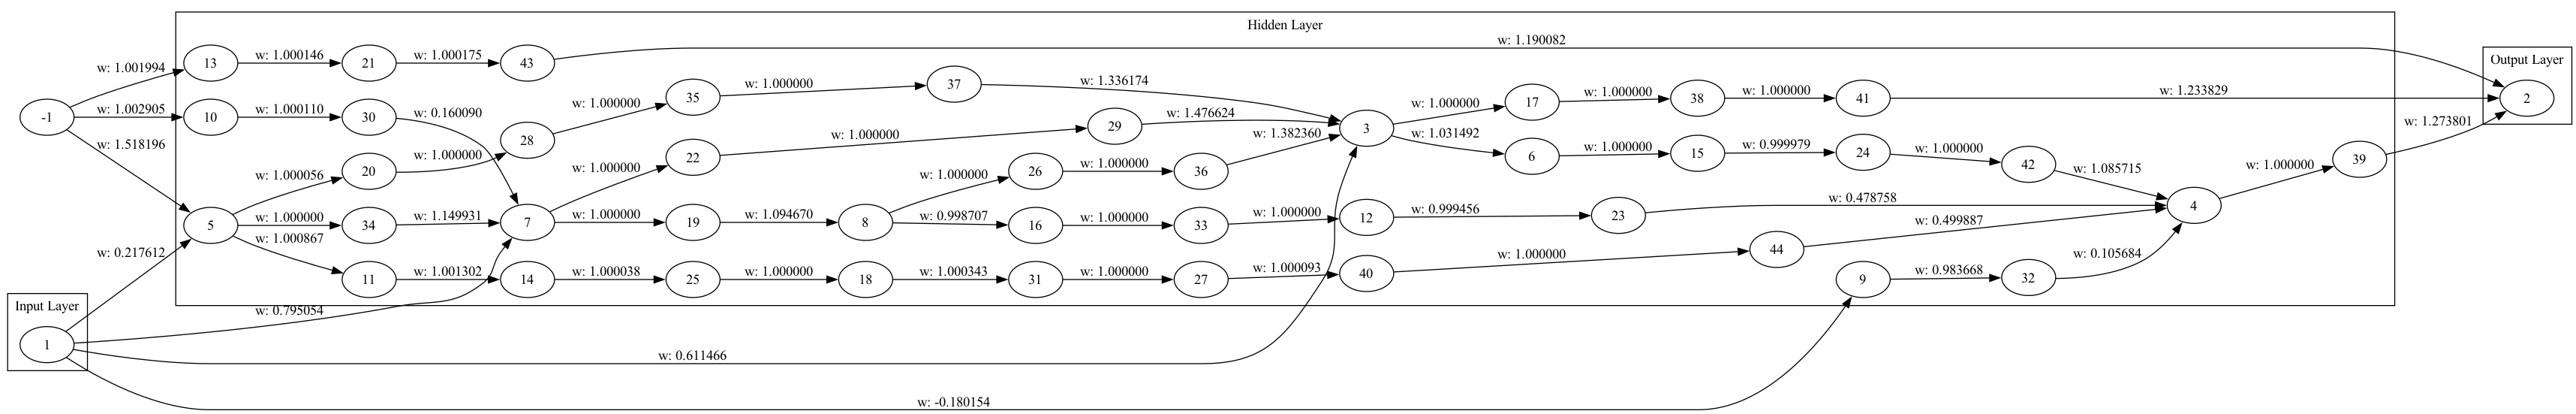 Hidden Layer
Output Layer
Input Layer
-1
1
13
10
5
21
30
20
34
11
43
28
7
14
35
22
19
25
8
18
37
29
26
16
31
36
33
27
3
12
40
17
6
23
38
15
44
41
24
9
42
32
4
39
2
w: 1.001994
w: 1.002905
w: 1.518196
w: 0.217612
w: 0.795054
w: 0.611466
w: -0.180154
w: 1.000146
w: 1.000175
w: 1.190082
w: 1.000110
w: 0.160090
w: 1.000056
w: 1.000000
w: 1.000867
w: 1.000000
w: 1.149931
w: 1.001302
w: 1.000000
w: 1.000000
w: 1.336174
w: 1.000000
w: 1.000000
w: 1.476624
w: 1.000000
w: 1.094670
w: 1.000000
w: 1.000000
w: 1.382360
w: 0.998707
w: 1.000000
w: 1.000000
w: 0.999456
w: 0.478758
w: 1.000038
w: 1.000000
w: 1.000343
w: 1.000000
w: 1.000093
w: 1.000000
w: 0.499887
w: 1.000000
w: 1.000000
w: 1.000000
w: 1.233829
w: 1.031492
w: 1.000000
w: 0.999979
w: 1.000000
w: 1.085715
w: 0.983668
w: 0.105684
w: 1.000000
w: 1.273801